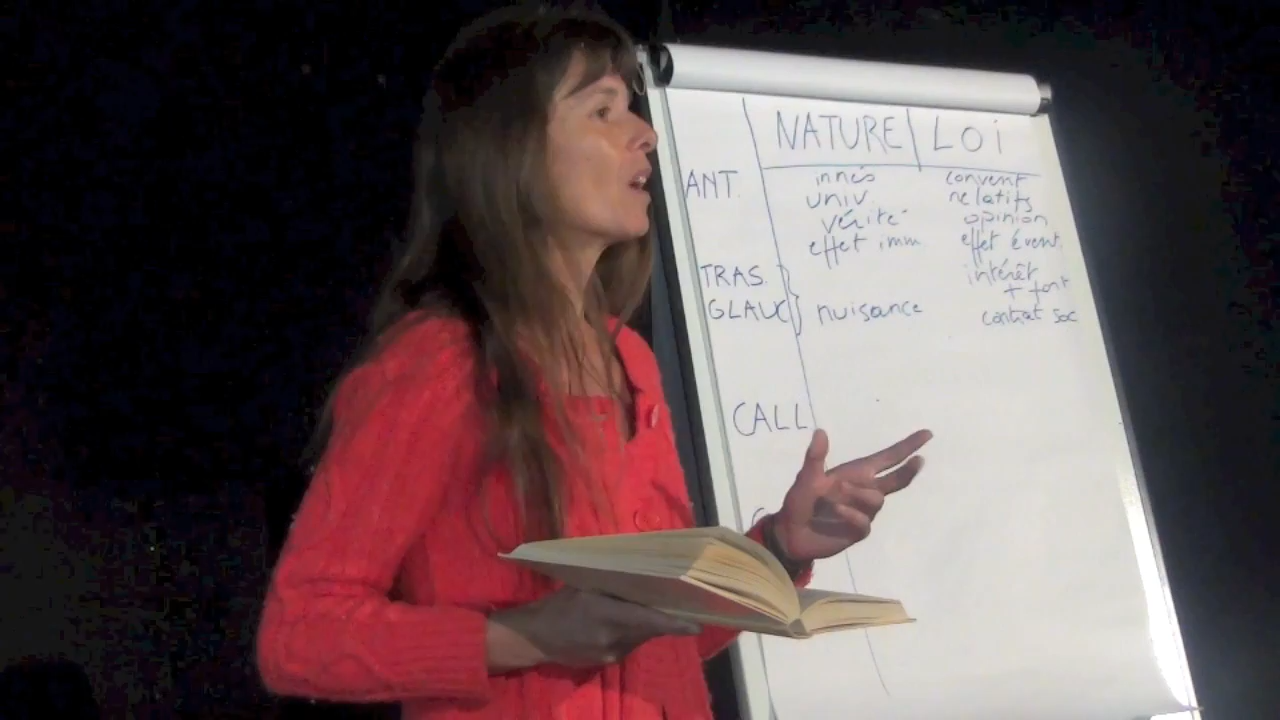 NATURE | LOi
ANT. innés convent
univ. relatifs
vérité opinion
effet imm. effet évent.
TRAS. intérêt
+ fort
GLAUC nuisance contrat soc
CALL